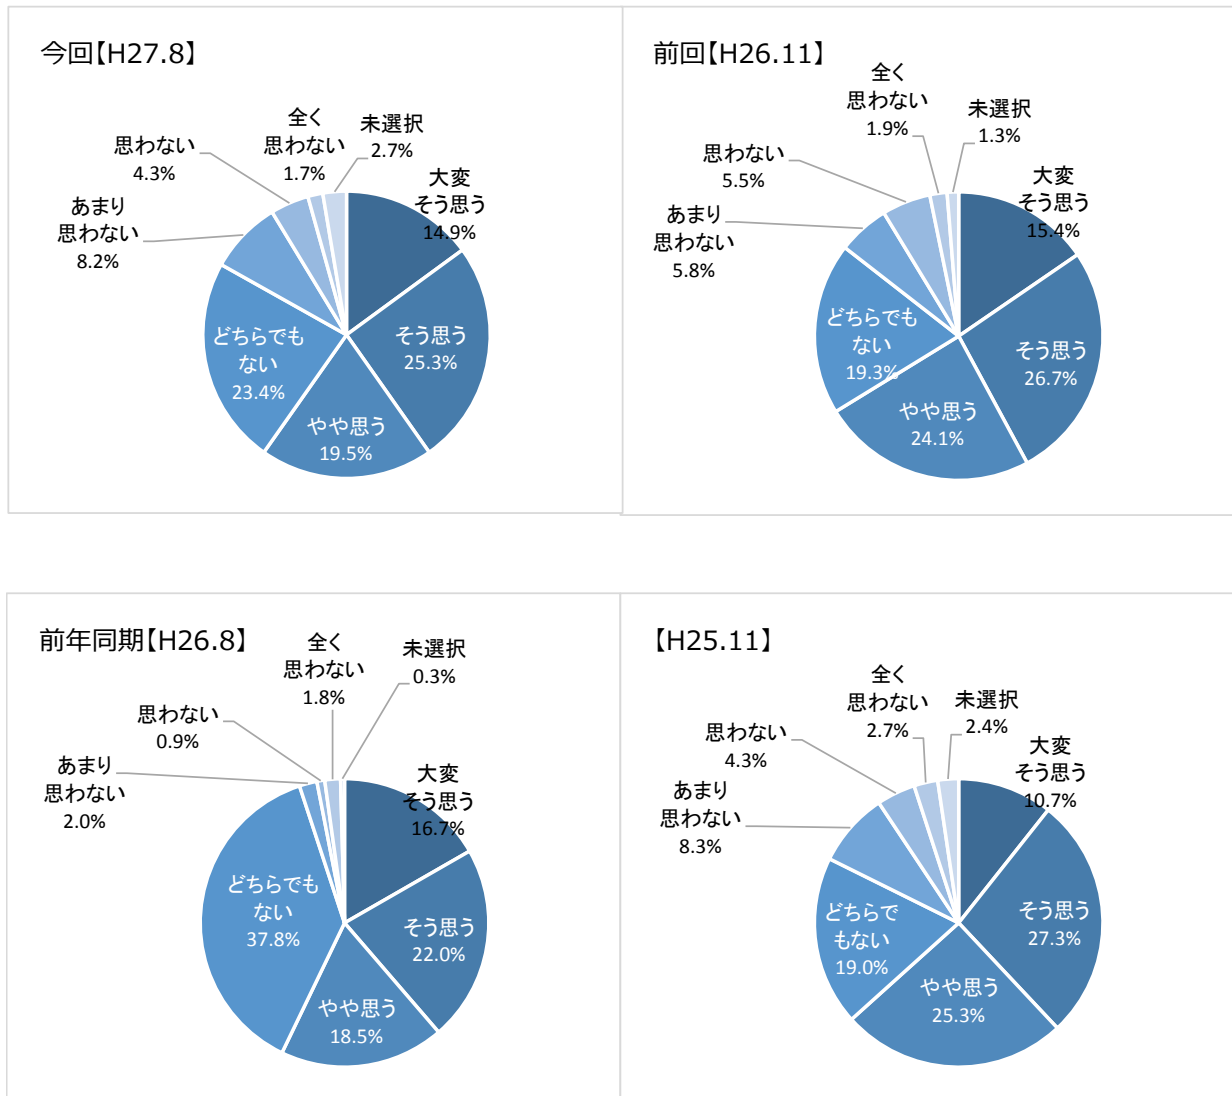 今回【H27.8】
全く
思わない
1.7%
未選択
2.7%
思わない
4.3%
大変
そう思う
14.9%
あまり
思わない
8.2%
どちらでも
ない
23.4%
そう思う
25.3%
やや思う
19.5%
前回【H26.11】
全く
思わない
1.9%
未選択
1.3%
思わない
5.5%
大変
そう思う
15.4%
あまり
思わない
5.8%
どちらでも
ない
19.3%
そう思う
26.7%
やや思う
24.1%
前年同期【H26.8】
全く
思わない
1.8%
未選択
0.3%
思わない
0.9%
あまり
思わない
2.0%
大変
そう思う
16.7%
どちらでも
ない
37.8%
そう思う
22.0%
やや思う
18.5%
【H25.11】
全く
思わない
2.7%
未選択
2.4%
思わない
4.3%
大変
そう思う
10.7%
あまり
思わない
8.3%
どちらで
もない
19.0%
そう思う
27.3%
やや思う
25.3%